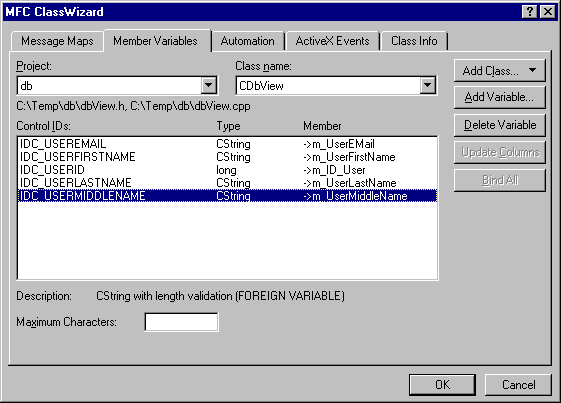 MFC ClassWizard
Message Maps Member Variables Automation ActiveX Events Class Info
Project: Class name:
db CDbView
Add Class...
C:\Temp\db\dbView.h, C:\Temp\db\dbView.cpp
Add Variable...
Control IDs: Type Member
Delete Variable
IDC_USEREMAIL CString ->m_UserEMail
IDC_USERFIRSTNAME CString ->m_UserFirstName
Update Columns
IDC_USERID long ->m_ID_User
IDC_USERLASTNAME CString ->m_UserLastName
Bind All
IDC_USERMIDDLENAME CString ->m_UserMiddleName
Description: CString with length validation (FOREIGN VARIABLE)
Maximum Characters:
OK Cancel